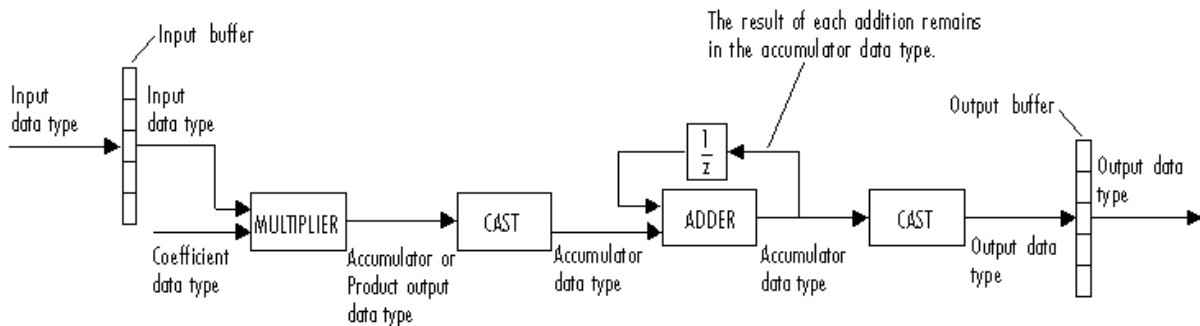 Input buffer
Input
data type
Input
data type
MULTIPLIER
Coefficient
data type
Accumulator or
Product output
data type
CAST
Accumulator
data type
The result of each addition remains
in the accumulator data type.
1
z
ADDER
Accumulator
data type
CAST
Output data
type
Output buffer
Output data
type